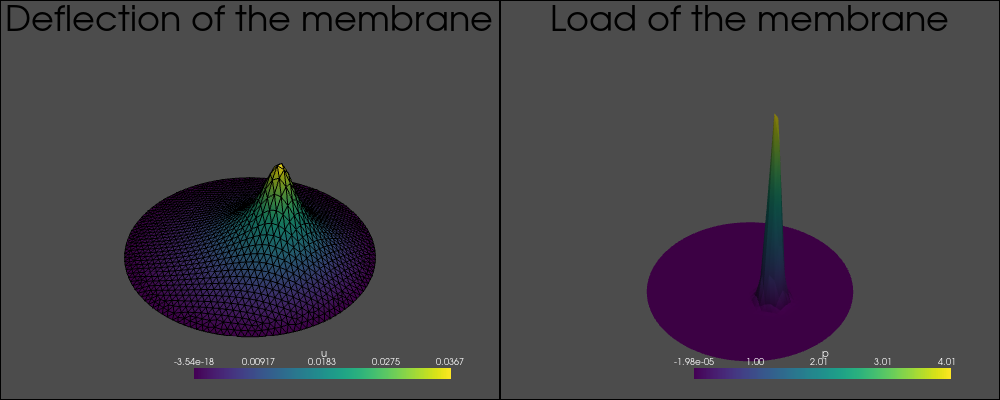 Deflection of the membrane
u
-3.54e-18 0.00917 0.0183 0.0275 0.0367
Load of the membrane
p
-1.98e-05 1.00 2.01 3.01 4.01